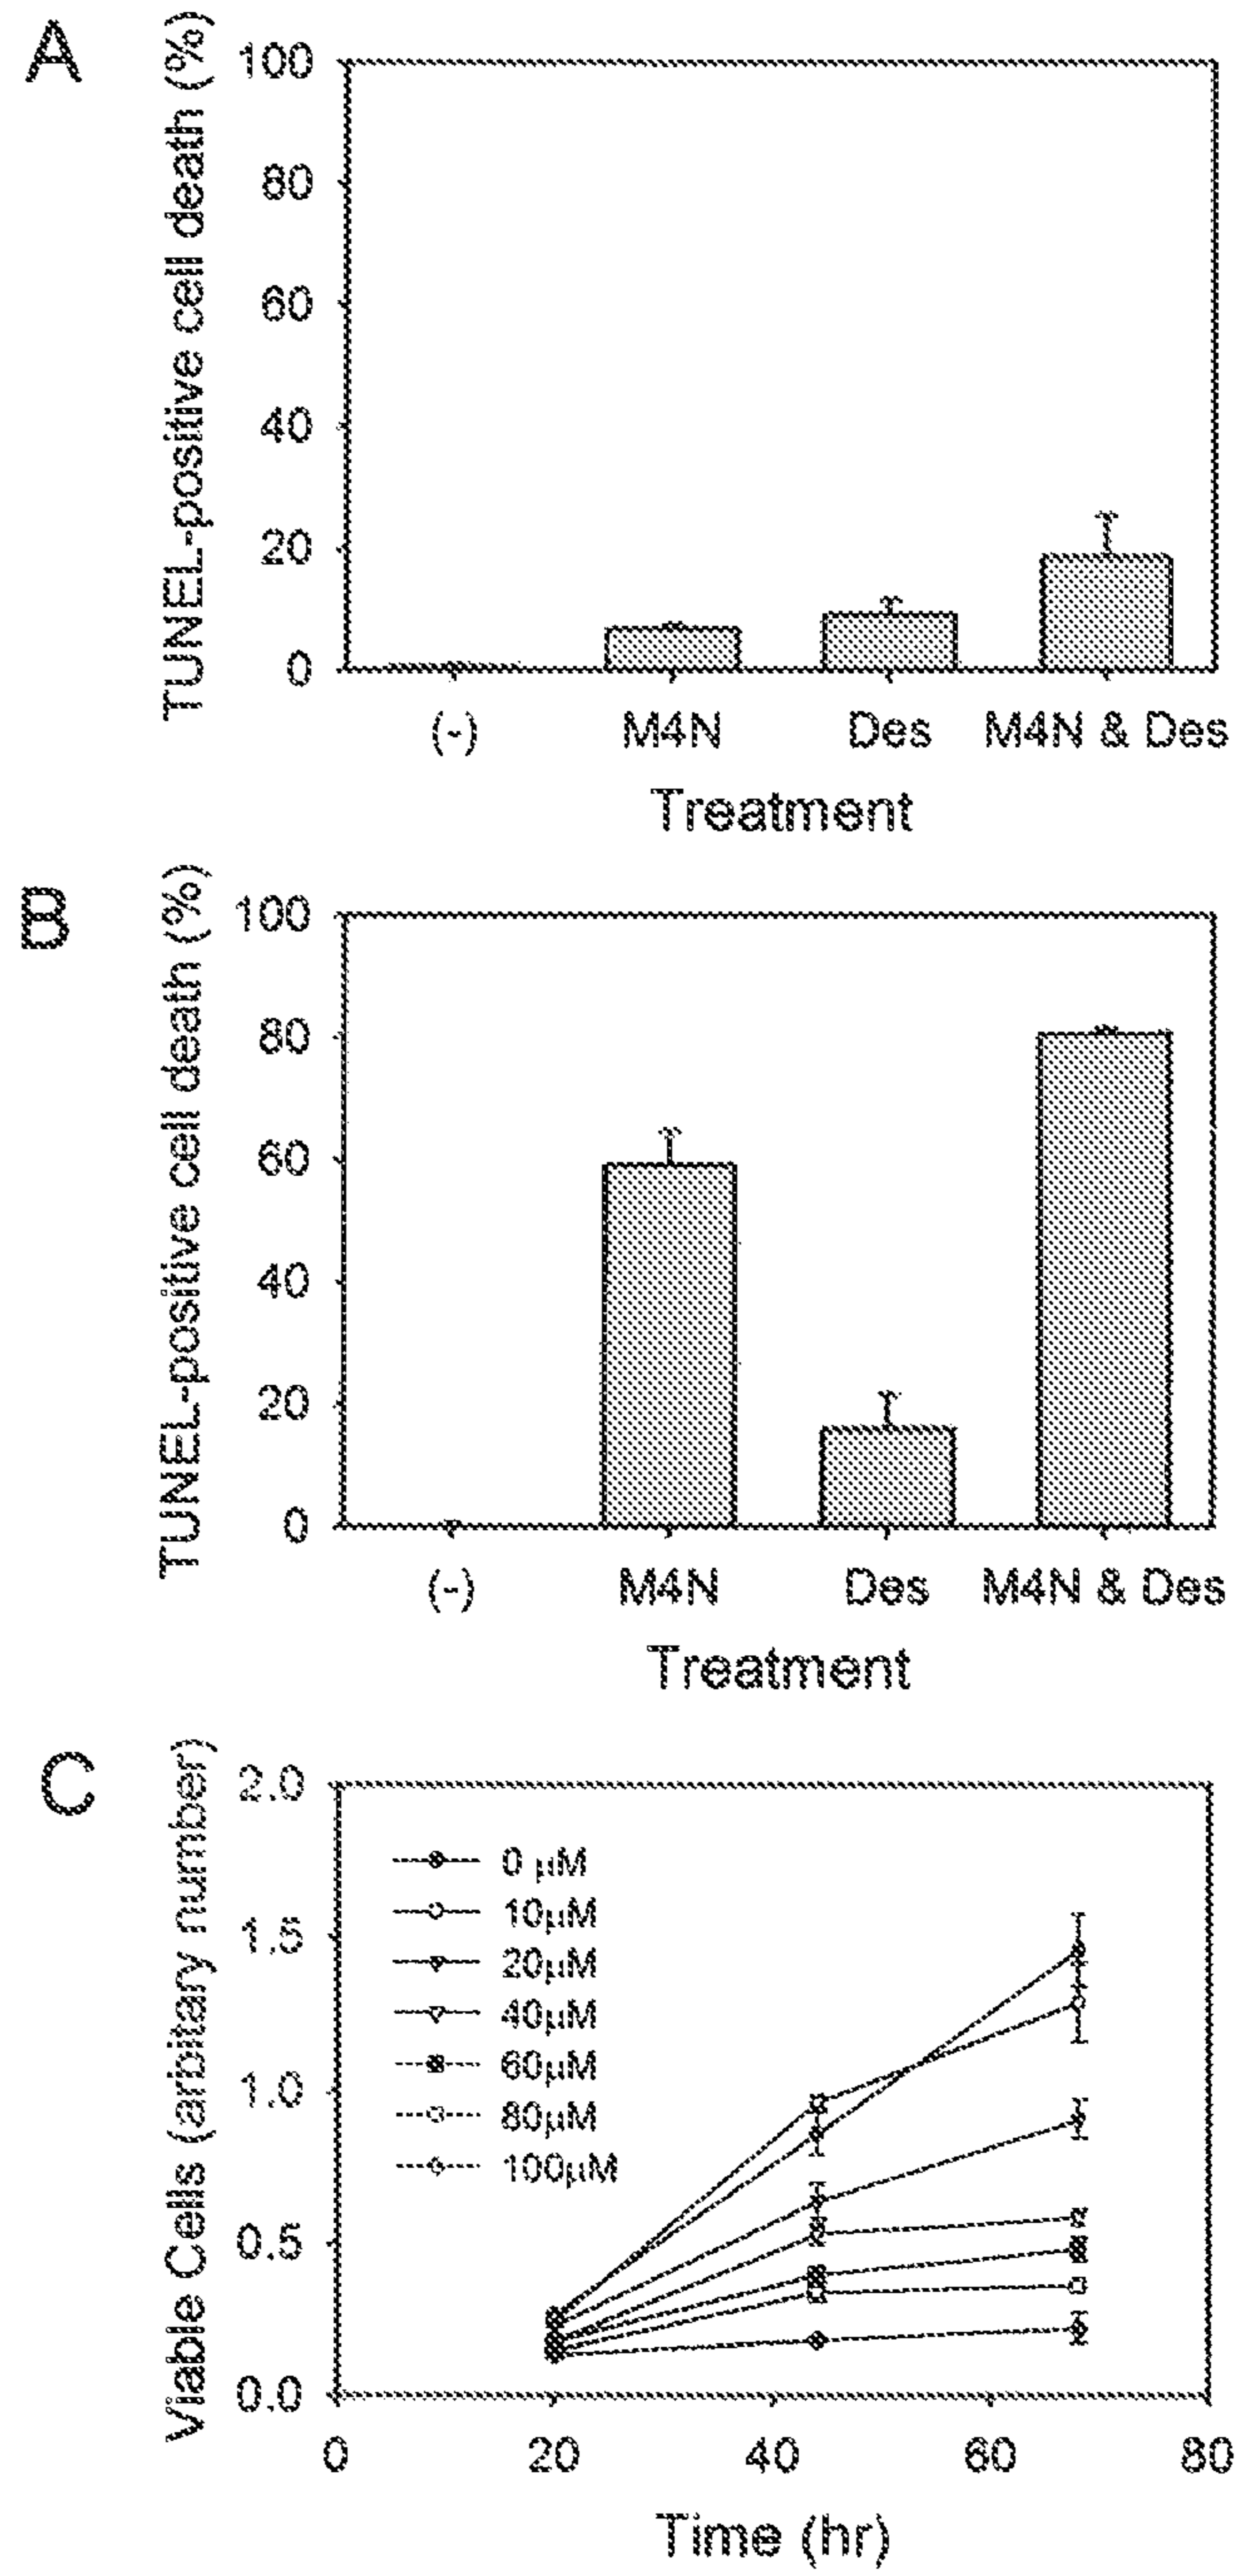 A
TUNEL-positive cell death (%)
100
80
60
40
20
0
(-) M4N Des M4N & Des
Treatment
B
TUNEL-positive cell death (%)
100
80
60
40
20
0
(-) M4N Des M4N & Des
Treatment
C
Viable Cells (arbitary number)
2.0
1.5
1.0
0.5
0.0
0 μM
10μM
20μM
40μM
60μM
80μM
100μM
0 20 40 60 80
Time (hr)